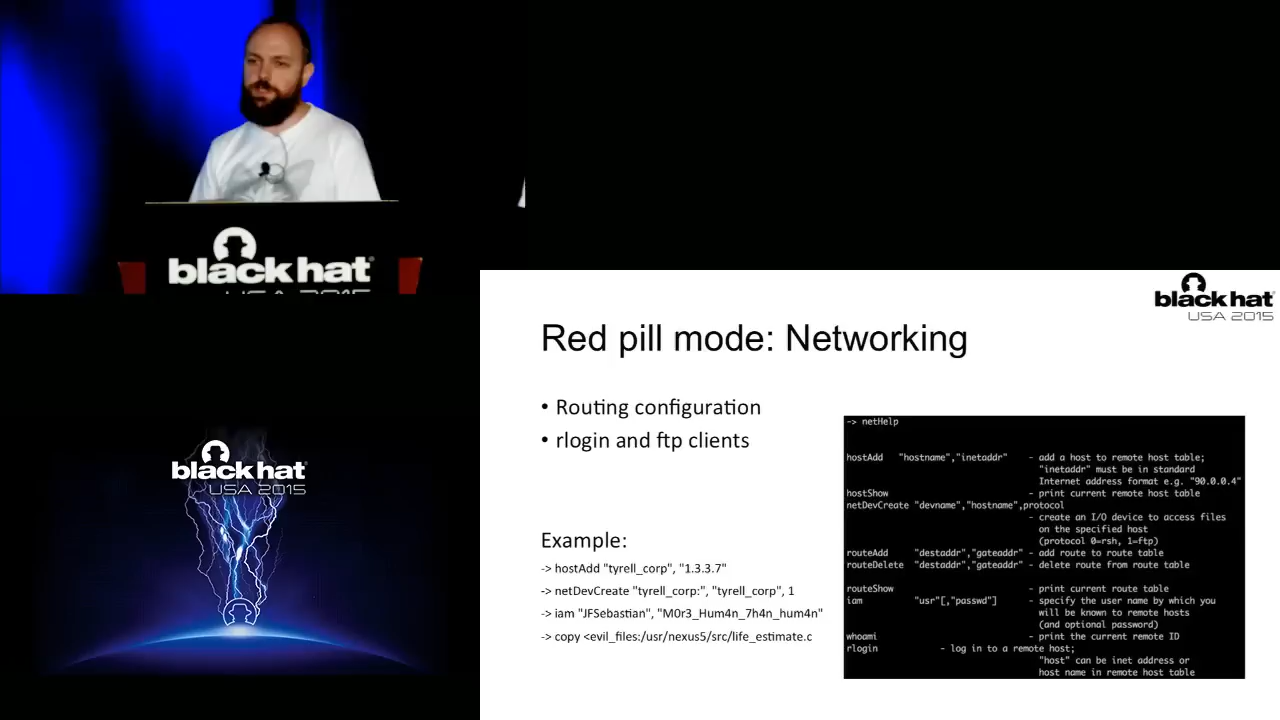 black hat
USA 2015
black hat
USA 2015
black hat
USA 2015
Red pill mode: Networking
• Routing configuration
• rlogin and ftp clients
Example:
-> hostAdd "tyrell_corp", "1.3.3.7"
-> netDevCreate "tyrell_corp:", "tyrell_corp", 1
-> iam "JFSebastian", "M0r3_Hum4n_7h4n_hum4n"
-> copy <evil_files:/usr/nexus5/src/life_estimate.c
-> netHelp
hostAdd "hostname","inetaddr" - add a host to remote host table;
"inetaddr" must be in standard
Internet address format e.g. "90.0.0.4"
hostShow - print current remote host table
netDevCreate "devname","hostname",protocol
- create an I/O device to access files
on the specified host
(protocol 0=rsh, 1=ftp)
routeAdd "destaddr","gateaddr" - add route to route table
routeDelete "destaddr","gateaddr" - delete route from route table
routeShow - print current route table
iam "usr"[,"passwd"] - specify the user name by which you
will be known to remote hosts
(and optional password)
whoami - print the current remote ID
rlogin - log in to a remote host;
"host" can be inet address or
host name in remote host table